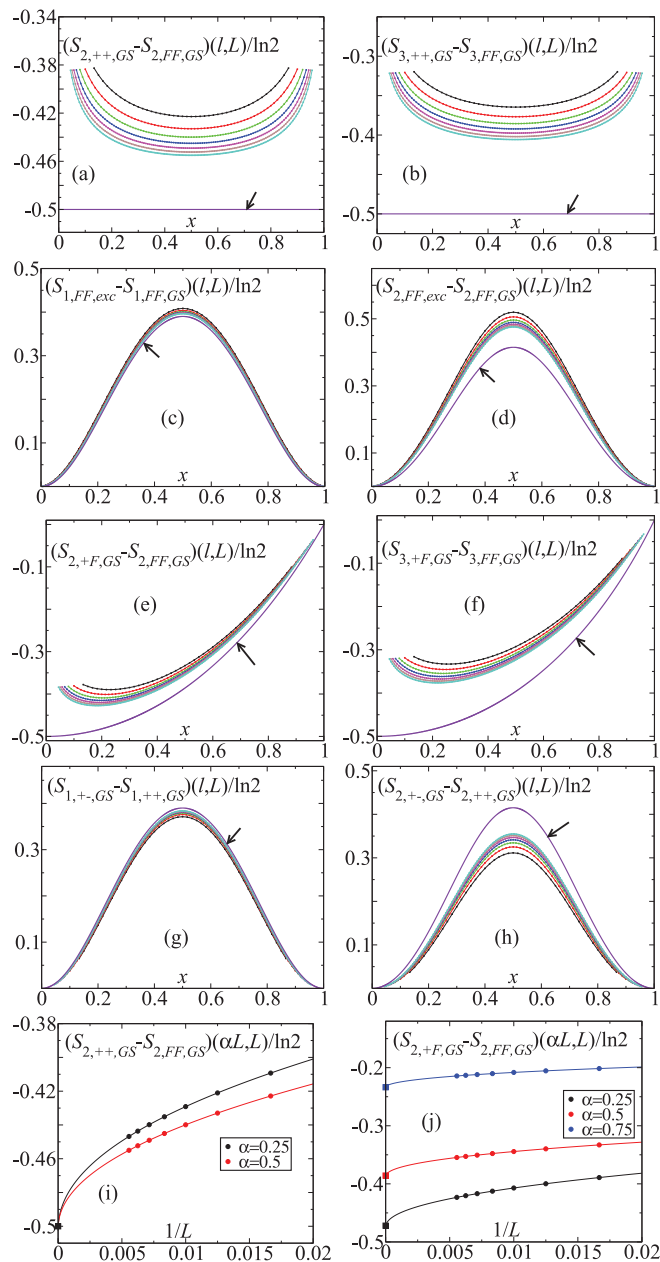 (S2,++,GS-S2,FF,GS)(l,L)/ln2
-0.34
-0.38
-0.42
-0.46
-0.5
(a)
x
0 0.2 0.4 0.6 0.8 1
(S3,++,GS-S3,FF,GS)(l,L)/ln2
-0.3
-0.4
-0.5
(b)
x
0 0.2 0.4 0.6 0.8 1
(S1,FF,exc-S1,FF,GS)(l,L)/ln2
0.5
0.3
0.1
(c)
x
0 0.2 0.4 0.6 0.8 1
(S2,FF,exc-S2,FF,GS)(l,L)/ln2
0.5
0.3
0.1
(d)
x
0 0.2 0.4 0.6 0.8 1
(S2,+F,GS-S2,FF,GS)(l,L)/ln2
-0.1
-0.3
-0.5
(e)
x
0 0.2 0.4 0.6 0.8 1
(S3,+F,GS-S3,FF,GS)(l,L)/ln2
-0.1
-0.3
-0.5
(f)
x
0 0.2 0.4 0.6 0.8 1
(S1,+-,GS-S1,++,GS)(l,L)/ln2
0.3
0.1
(g)
x
0 0.2 0.4 0.6 0.8 1
(S2,+-,GS-S2,++,GS)(l,L)/ln2
0.5
0.3
0.1
(h)
x
0 0.2 0.4 0.6 0.8 1
(S2,++,GS-S2,FF,GS)(αL,L)/ln2
-0.38
-0.42
-0.46
-0.5
α=0.25
α=0.5
(i)
1/L
0 0.005 0.01 0.015 0.02
(S2,+F,GS-S2,FF,GS)(αL,L)/ln2
-0.2
-0.3
-0.4
-0.5
α=0.25
α=0.5
α=0.75
(j)
1/L
0 0.005 0.01 0.015 0.02